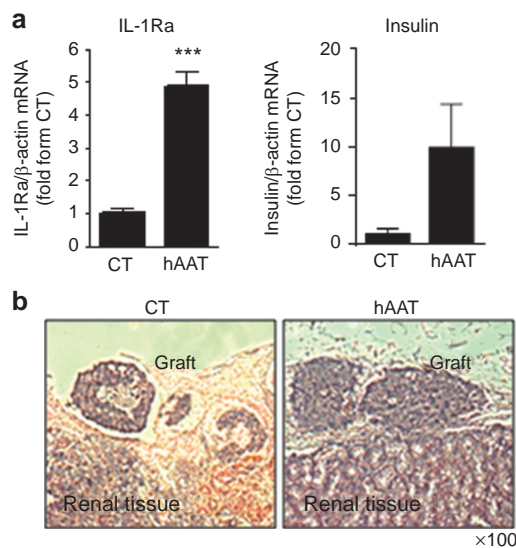 a
IL-1Ra
IL-1Ra/β-actin mRNA
(fold form CT)
6
5
4
3
2
1
0
***
CT
hAAT
Insulin
Insulin/β-actin mRNA
(fold form CT)
20
15
10
5
0
CT
hAAT
b
CT
Graft
Renal tissue
hAAT
Graft
Renal tissue
×100